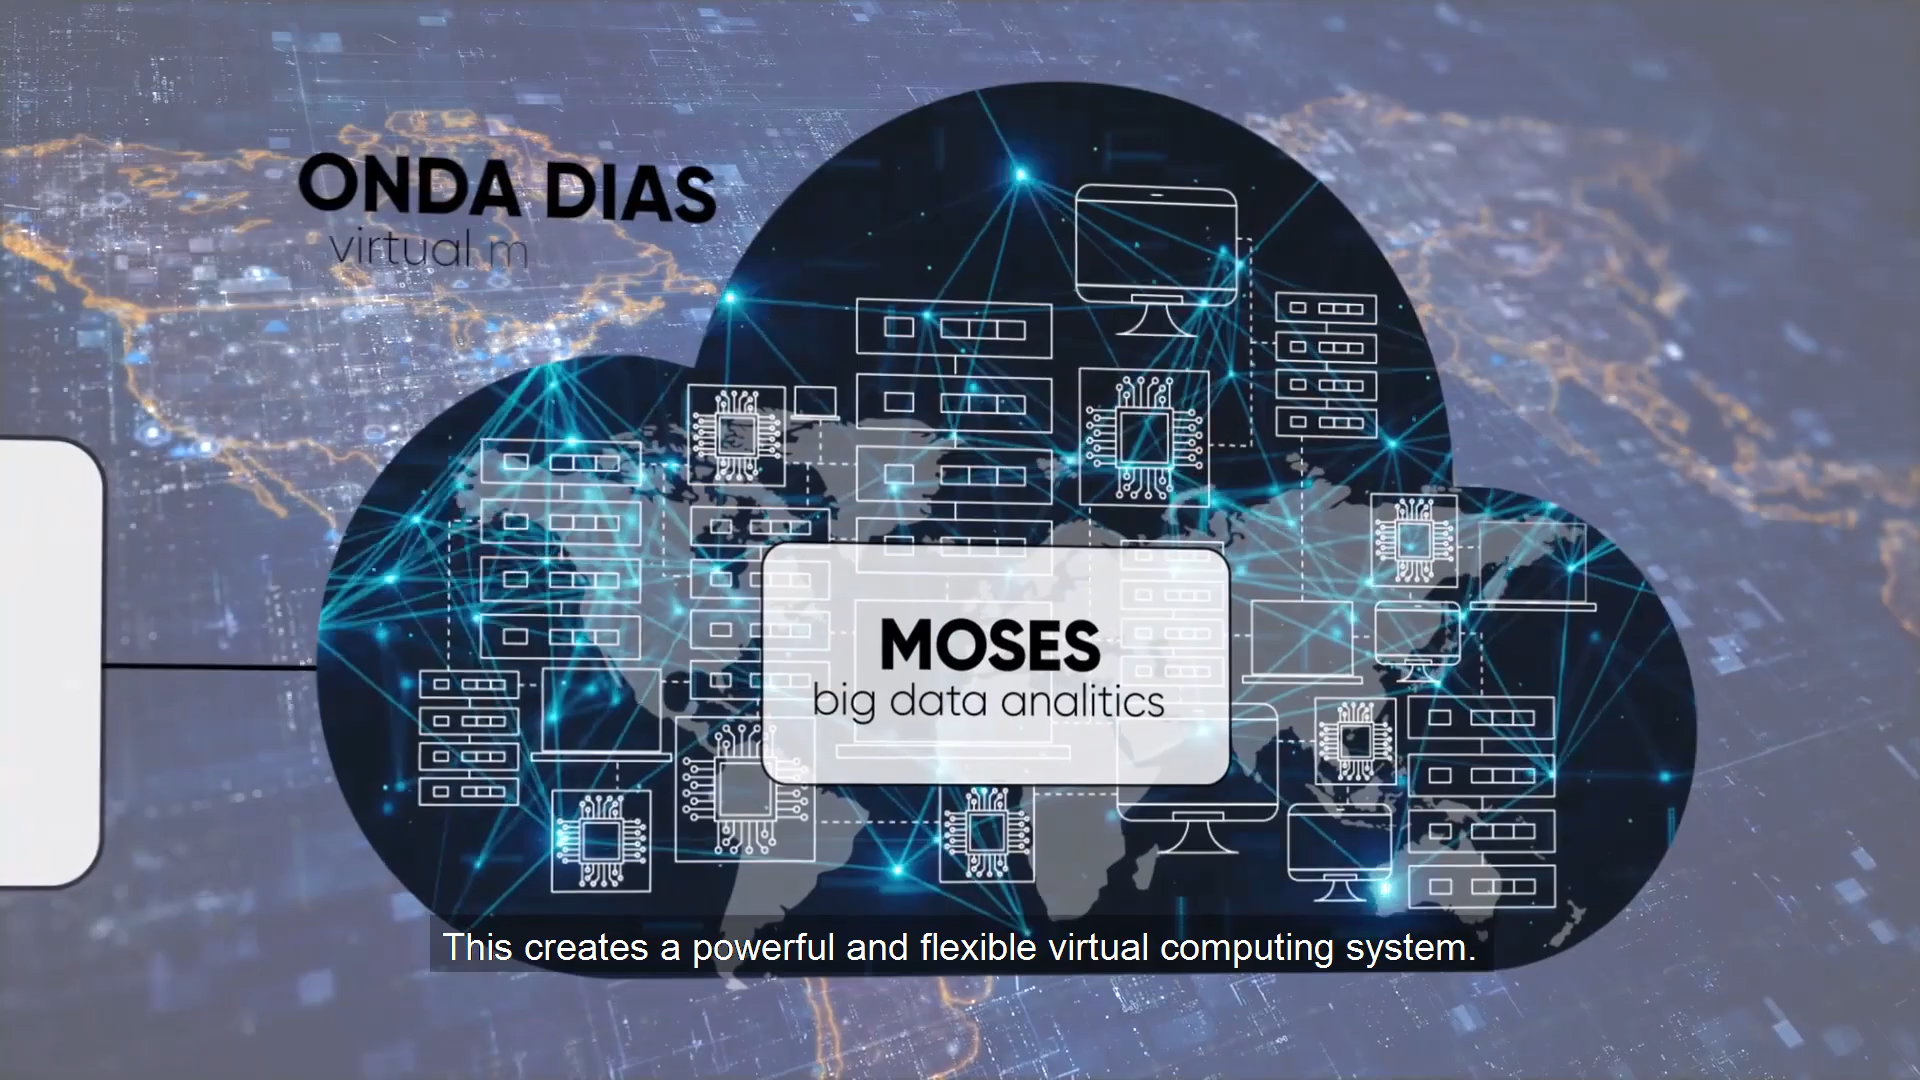 ONDA DIAS
virtual m
MOSES
big data analitics
This creates a powerful and flexible virtual computing system.